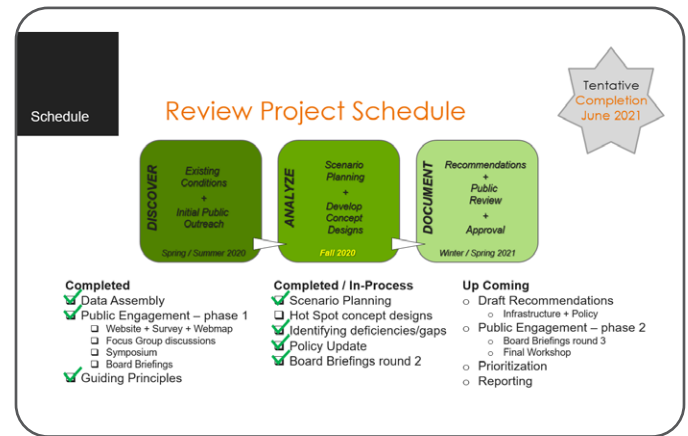 Schedule
Review Project Schedule
Tentative
Completion
June 2021
DISCOVER
Existing
Conditions
+
Initial Public
Outreach
Spring / Summer 2020
ANALYZE
Scenario
Planning
+
Develop
Concept
Designs
Fall 2020
DOCUMENT
Recommendations
+
Public
Review
+
Approval
Winter / Spring 2021
Completed
Data Assembly
Public Engagement – phase 1
Website + Survey + Webmap
Focus Group discussions
Symposium
Board Briefings
Guiding Principles
Completed / In-Process
Scenario Planning
Hot Spot concept designs
Identifying deficiencies/gaps
Policy Update
Board Briefings round 2
Up Coming
Draft Recommendations
Infrastructure + Policy
Public Engagement – phase 2
Board Briefings round 3
Final Workshop
Prioritization
Reporting